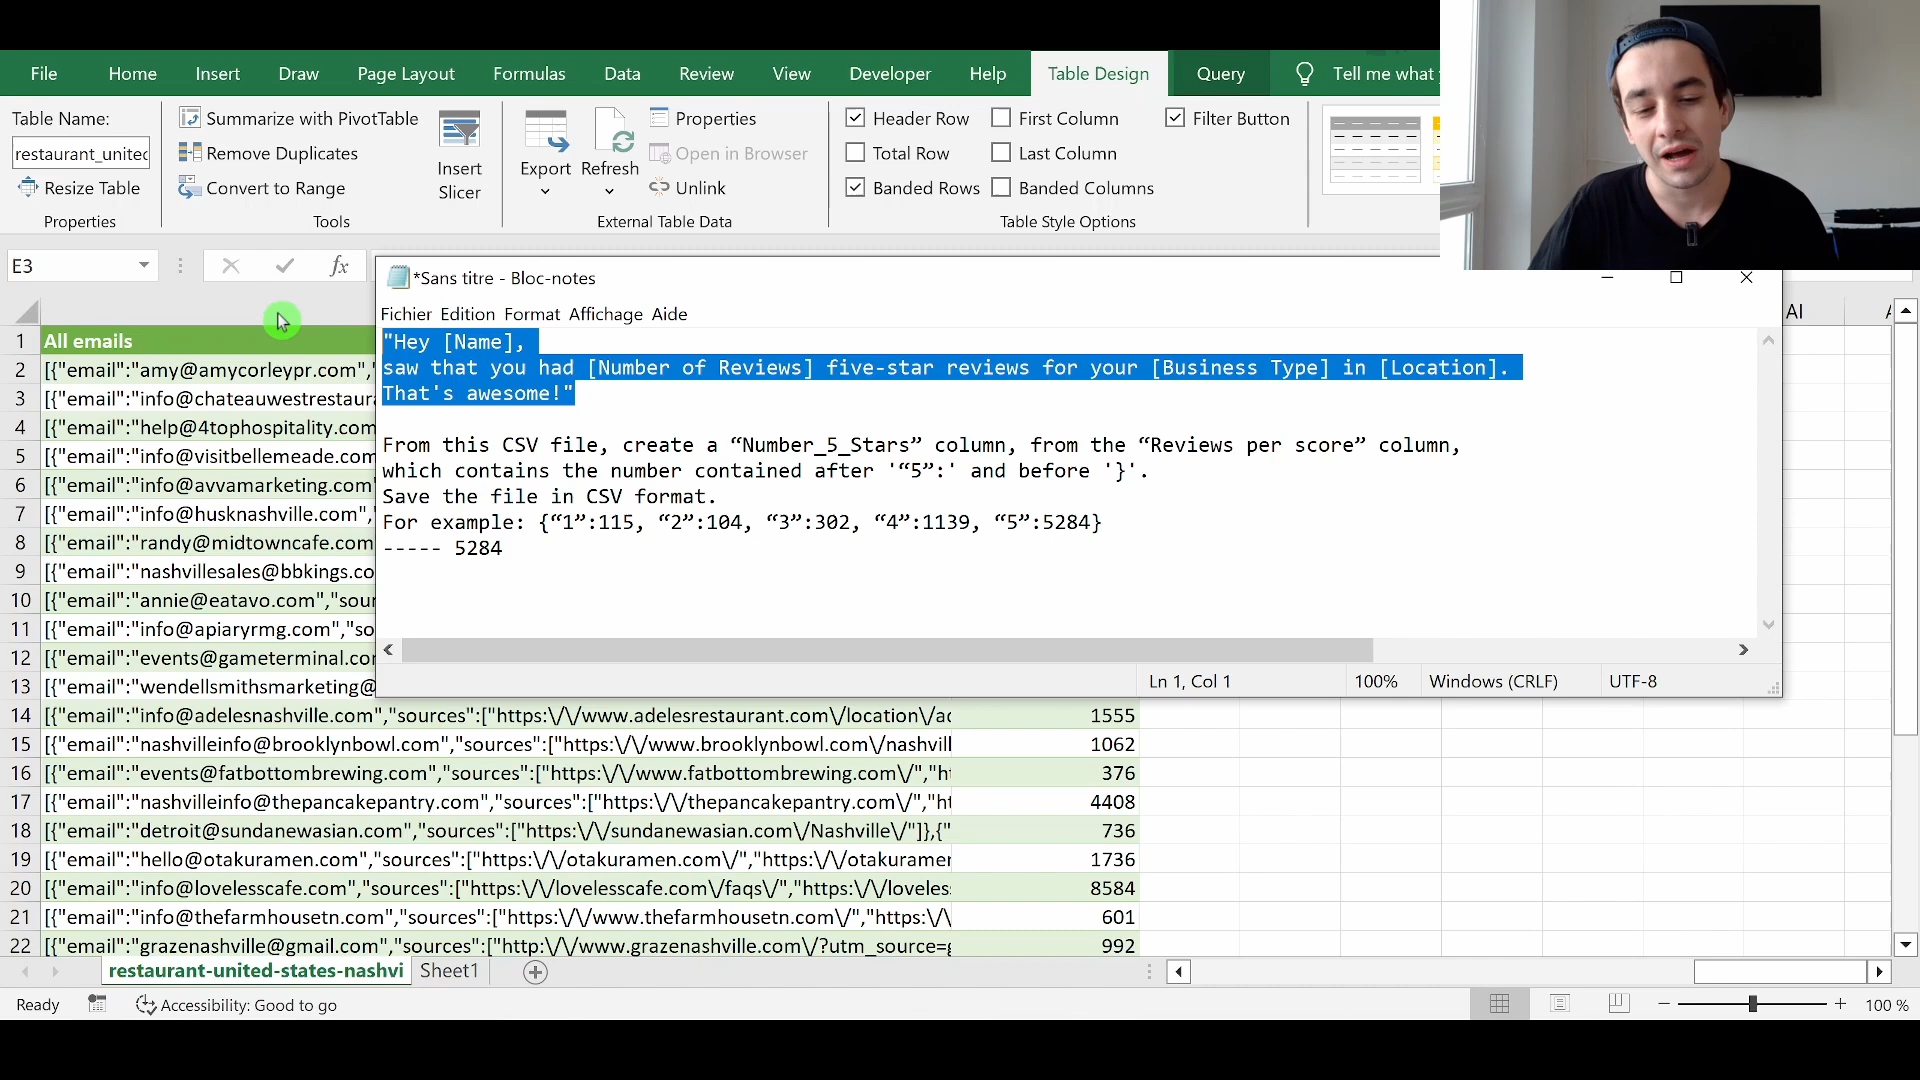 File Home Insert Draw Page Layout Formulas Data Review View Developer Help Table Design Query Tell me what
Table Name: Summarize with PivotTable Properties Header Row First Column Filter Button
restaurant_united Remove Duplicates Insert Slicer Export Refresh Open in Browser Total Row Last Column
Resize Table Convert to Range Unlink Banded Rows Banded Columns
Properties Tools External Table Data Table Style Options
E3 fx
*Sans titre - Bloc-notes
Fichier Edition Format Affichage Aide
"Hey [Name],
saw that you had [Number of Reviews] five-star reviews for your [Business Type] in [Location].
That's awesome!"
From this CSV file, create a “Number_5_Stars” column, from the “Reviews per score” column,
which contains the number contained after '“5”:' and before '}'.
Save the file in CSV format.
For example: {“1”:115, “2”:104, “3”:302, “4”:1139, “5”:5284}
----- 5284
Ln 1, Col 1 100% Windows (CRLF) UTF-8
AI
1 All emails
2 [{"email":"amy@amycorleypr.com","
3 [{"email":"info@chateauwestrestaura
4 [{"email":"help@4tophospitality.com
5 [{"email":"info@visitbellemeade.com
6 [{"email":"info@avvamarketing.com"
7 [{"email":"info@husknashville.com","
8 [{"email":"randy@midtowncafe.com
9 [{"email":"nashvillesales@bbkings.co
10 [{"email":"annie@eatavo.com","sour
11 [{"email":"info@apiaryrmg.com","so
12 [{"email":"events@gameterminal.com
13 [{"email":"wendellsmithsmarketing@
14 [{"email":"info@adelesnashville.com","sources":["https:\/\/www.adelesrestaurant.com\/location\/ad 1555
15 [{"email":"nashvilleinfo@brooklynbowl.com","sources":["https:\/\/www.brooklynbowl.com\/nashvill 1062
16 [{"email":"events@fatbottombrewing.com","sources":["https:\/\/www.fatbottombrewing.com\/","ht 376
17 [{"email":"nashvilleinfo@thepancakepantry.com","sources":["https:\/\/thepancakepantry.com\/","ht 4408
18 [{"email":"detroit@sundanewasian.com","sources":["https:\/\/sundanewasian.com\/Nashville\/"]},{" 736
19 [{"email":"hello@otakuramen.com","sources":["https:\/\/otakuramen.com\/","https:\/\/otakuramen 1736
20 [{"email":"info@lovelesscafe.com","sources":["https:\/\/lovelesscafe.com\/faqs\/","https:\/\/loveles 8584
21 [{"email":"info@thefarmhousetn.com","sources":["https:\/\/www.thefarmhousetn.com\/","https:\/\ 601
22 [{"email":"grazenashville@gmail.com","sources":["http:\/\/www.grazenashville.com\/?utm_source=g 992
restaurant-united-states-nashvi Sheet1
Ready Accessibility: Good to go 100 %